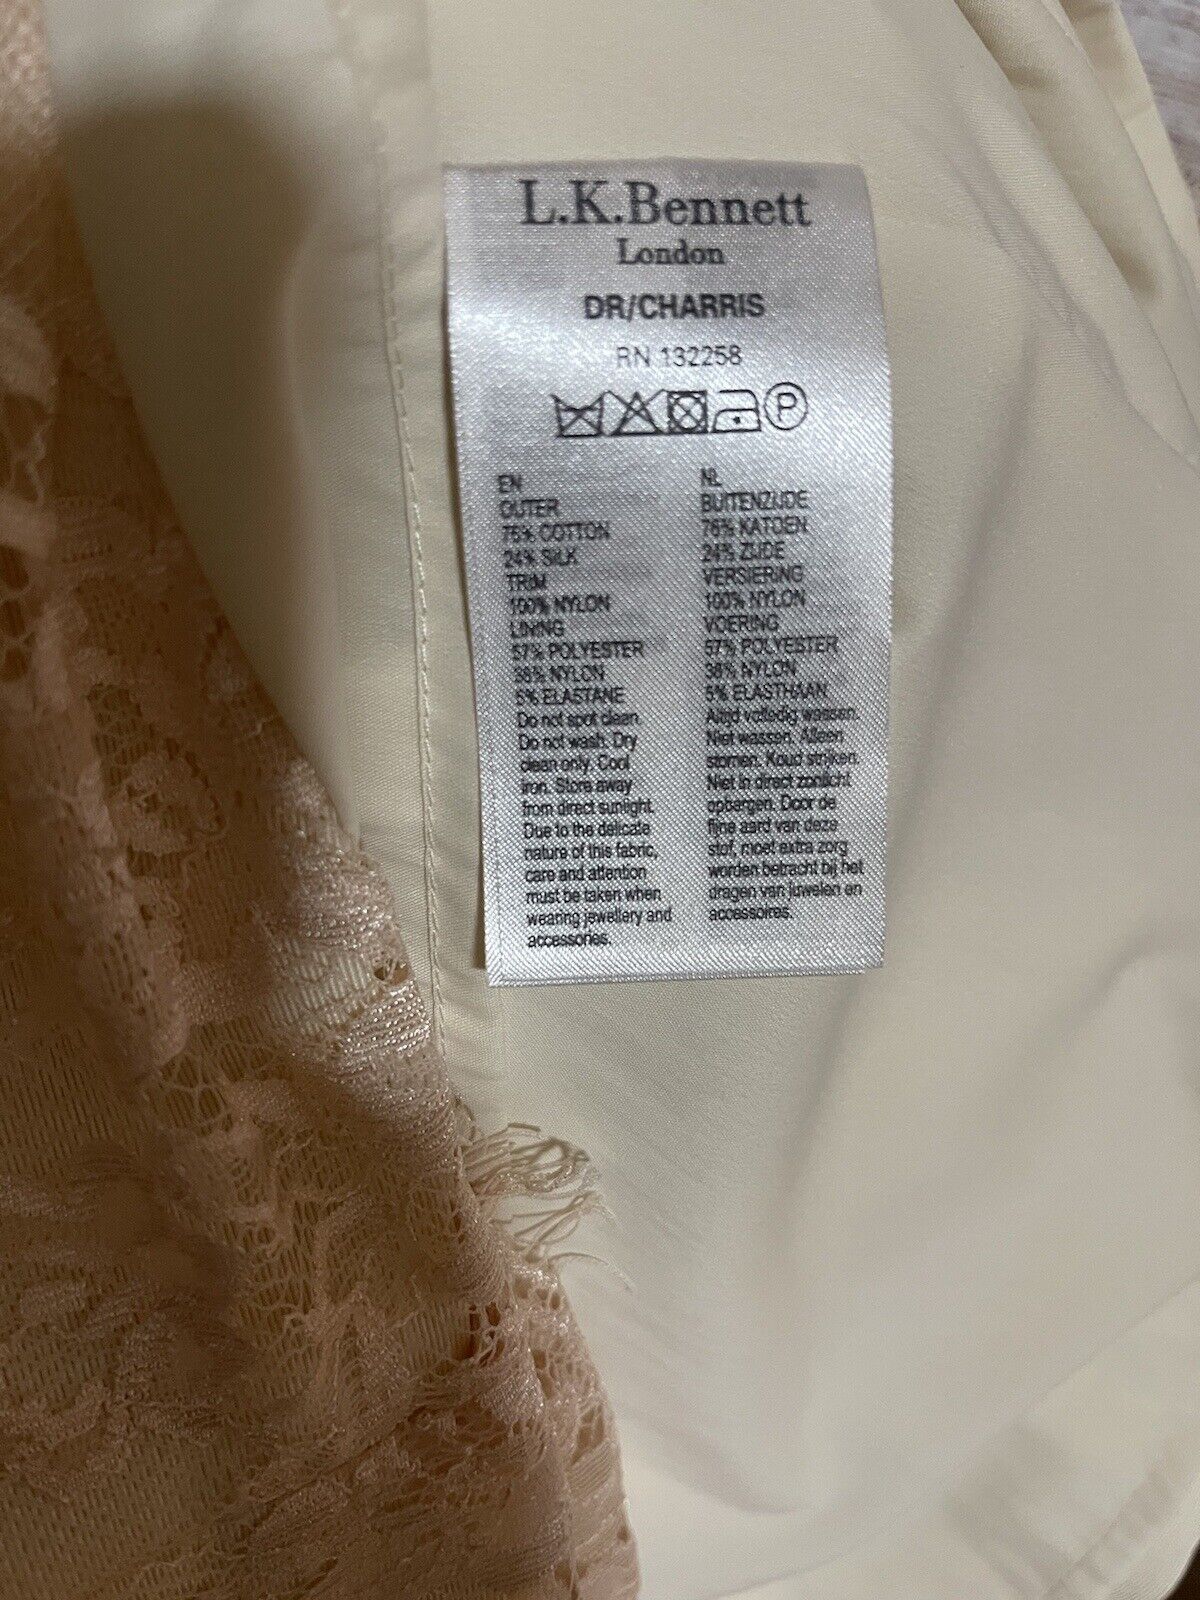 L.K.Bennett
London
DR/CHARRIS
RN 132258
P
EN
OUTER
76% COTTON
24% SILK
TRIM
100% NYLON
LINING
57% POLYESTER
38% NYLON
5% ELASTANE
Do not spot clean.
Do not wash. Dry
clean only. Cool
iron. Store away
from direct sunlight.
Due to the delicate
nature of this fabric,
care and attention
must be taken when
wearing jewellery and
accessories.
NL
BUITENZIJDE
76% KATOEN
24% ZIJDE
VERSIERING
100% NYLON
VOERING
57% POLYESTER
38% NYLON
5% ELASTHAAN
Altijd volledig wassen.
Niet wassen. Alleen
stomen. Koud strijken.
Niet in direct zonlicht
opbergen. Door de
fijne aard van deze
stof, moet extra zorg
worden betracht bij het
dragen van juwelen en
accessoires.